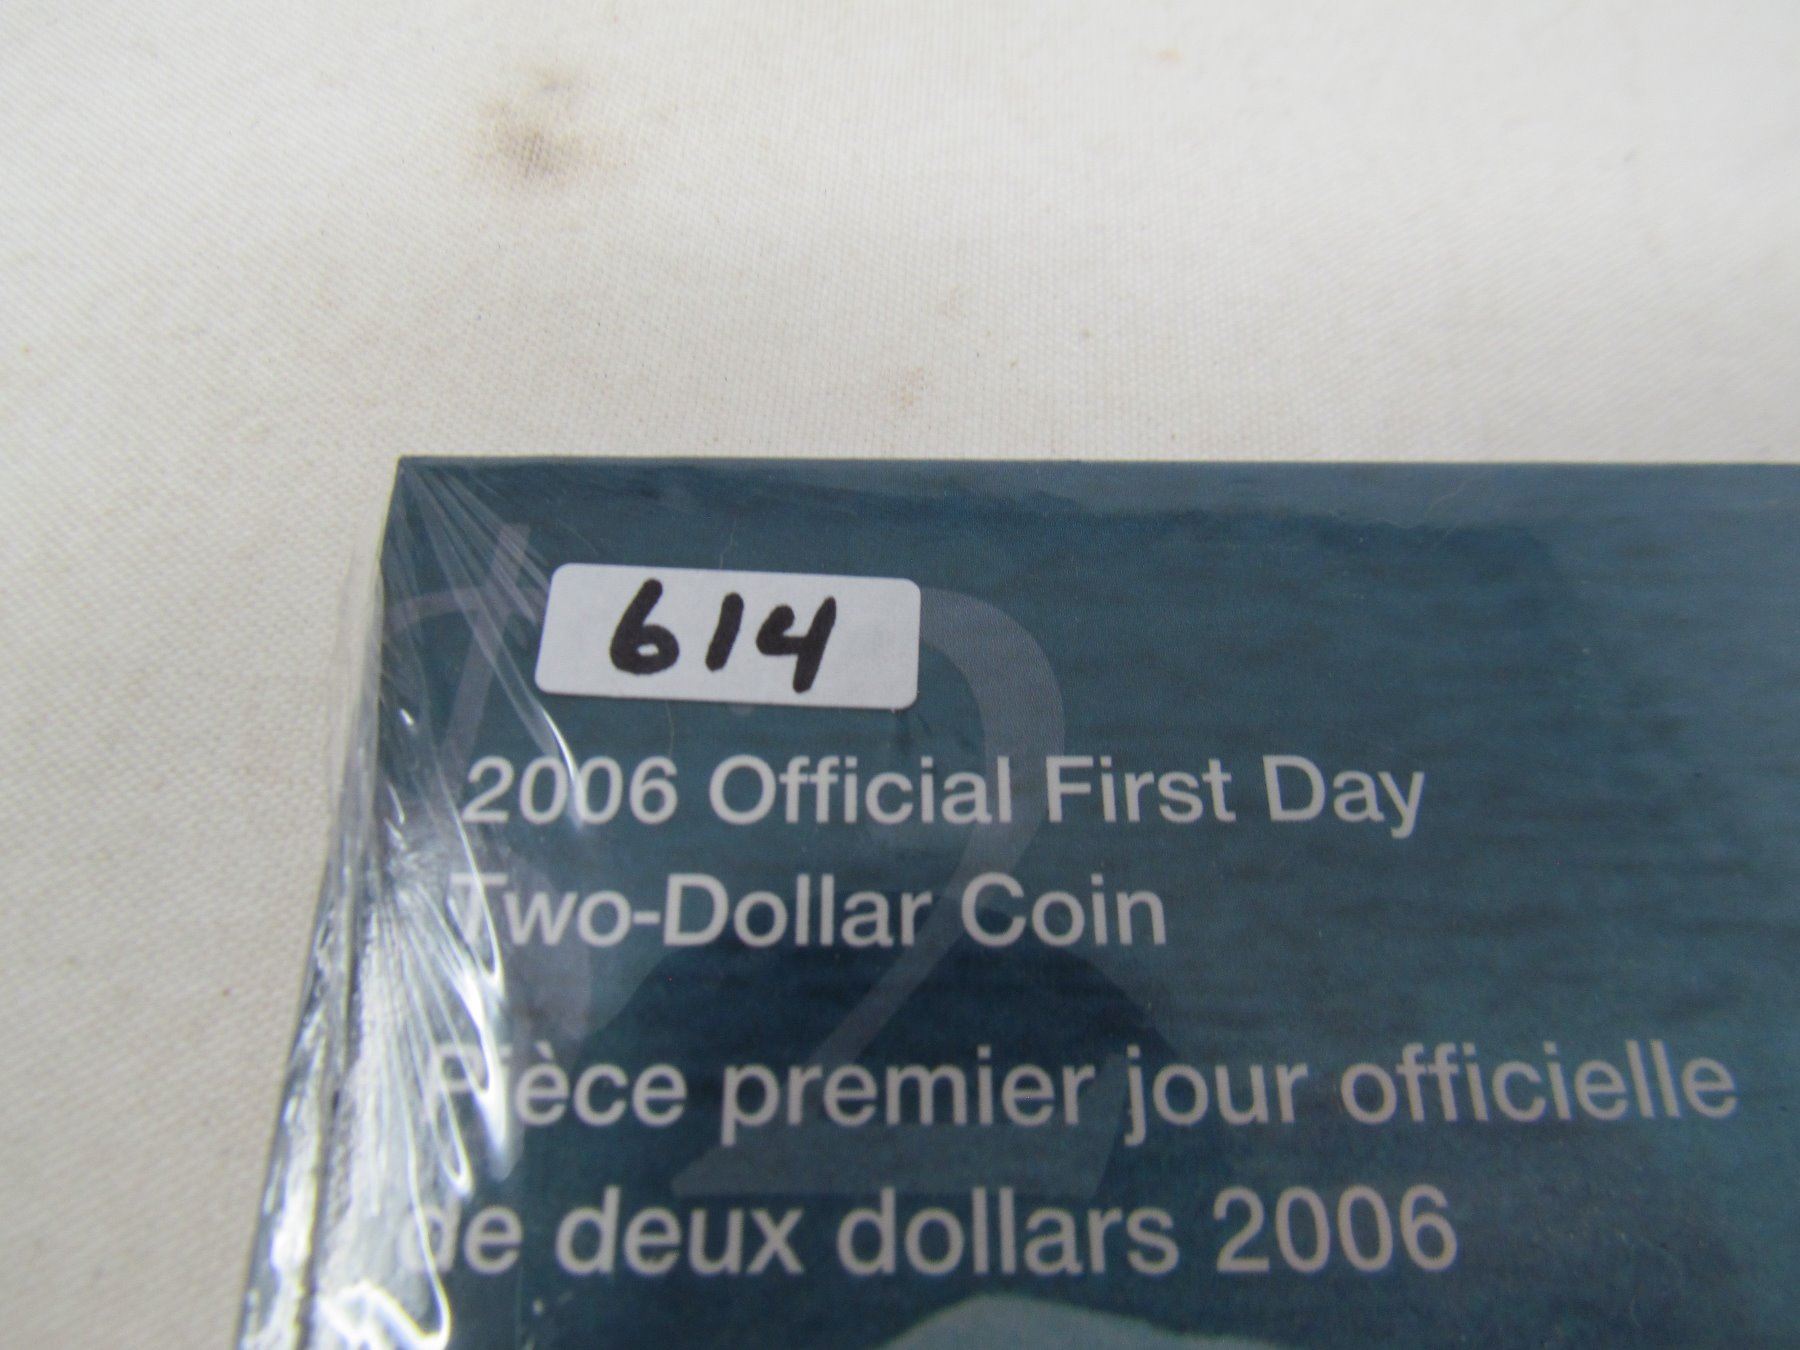 614
2006 Official First Day
Two-Dollar Coin
Pièce premier jour officielle
de deux dollars 2006